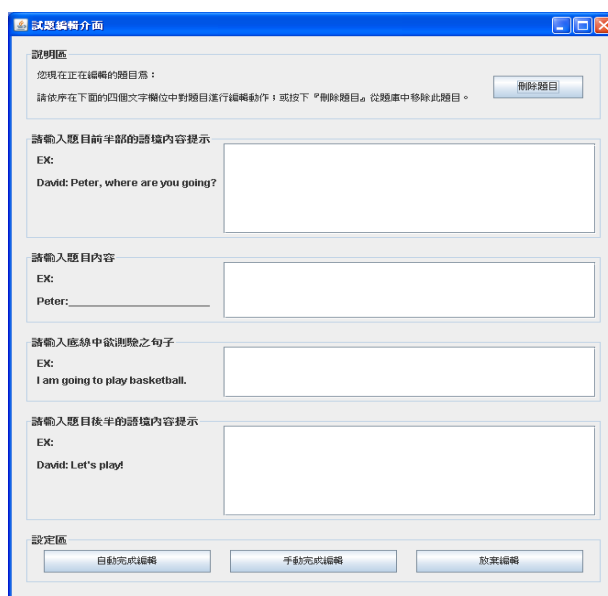 試題編輯介面
說明區
您現在正在編輯的題目為：
請依序在下面的四個文字欄位中對題目進行編輯動作；或按下『刪除題目』從題庫中移除此題目。
刪除題目
請輸入題目前半部的語境內容提示
EX:
David: Peter, where are you going?
請輸入題目內容
EX:
Peter:______________________
請輸入底線中欲測驗之句子
EX:
I am going to play basketball.
請輸入題目後半的語境內容提示
EX:
David: Let's play!
設定區
自動完成編輯
手動完成編輯
放棄編輯